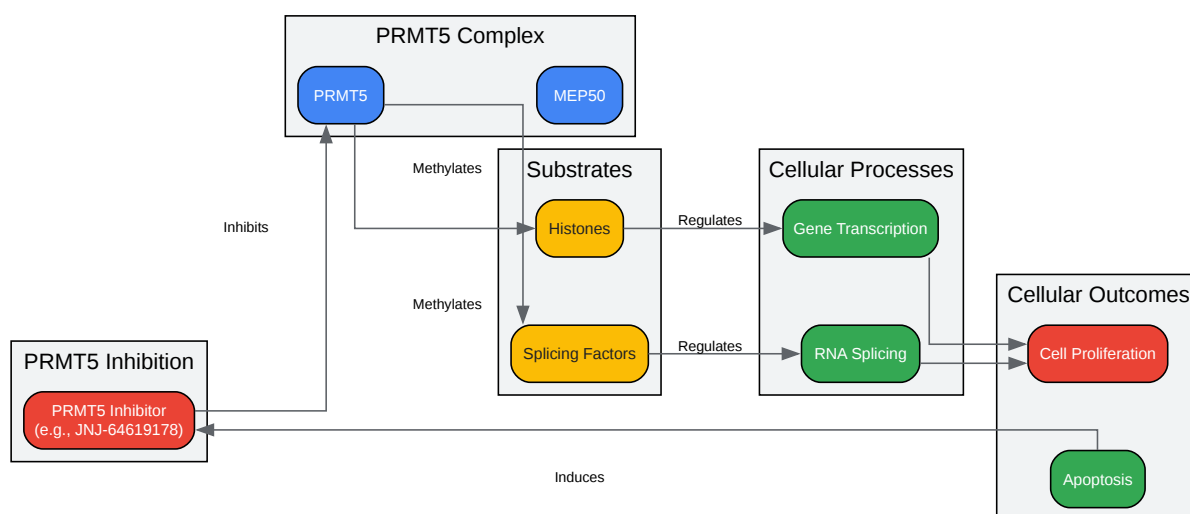 PRMT5 Complex
PRMT5
MEP50
Methylates
Substrates
Cellular Processes
Inhibits
Histones
Regulates
Gene Transcription
Methylates
Cellular Outcomes
Splicing Factors
Regulates
RNA Splicing
Cell Proliferation
PRMT5 Inhibition
PRMT5 Inhibitor
(e.g., JNJ-64619178)
Induces
Apoptosis